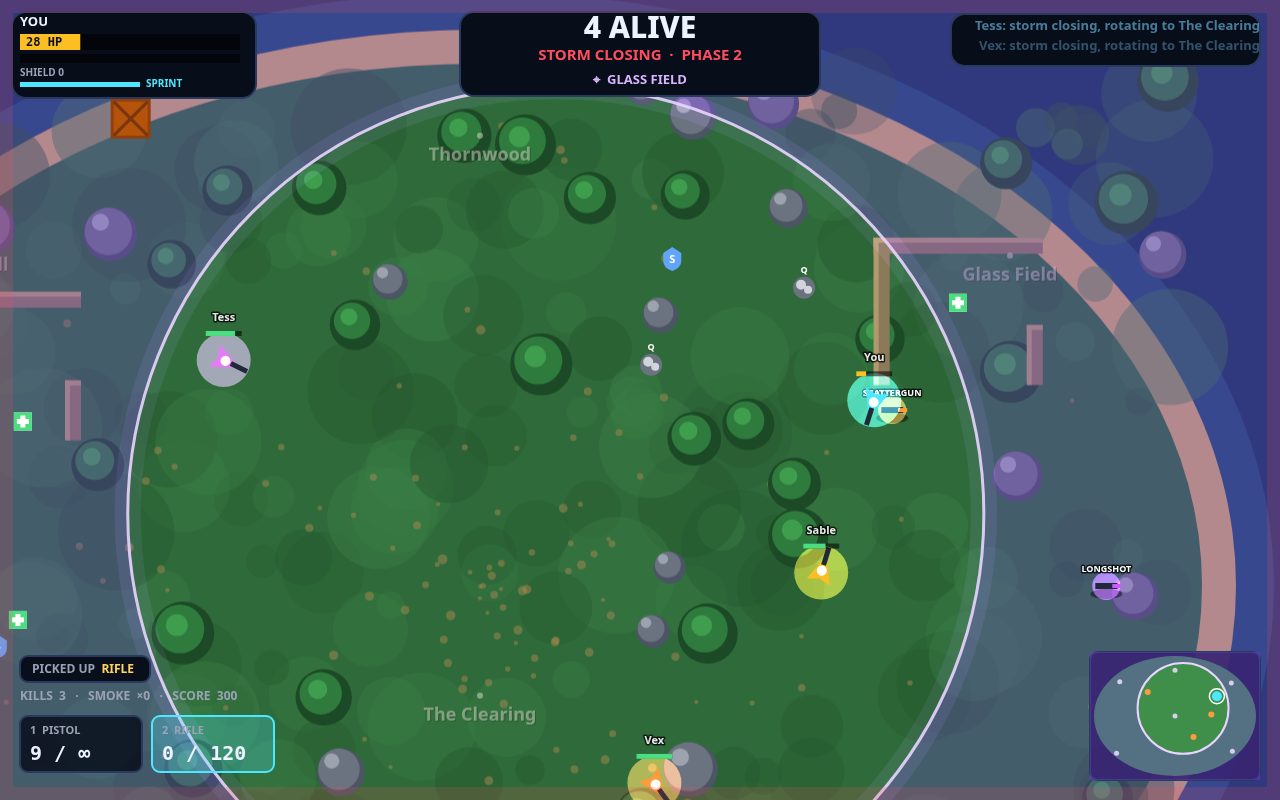 YOU
28 HP
SHIELD 0
SPRINT
4 ALIVE
STORM CLOSING · PHASE 2
✦ GLASS FIELD
Tess: storm closing, rotating to The Clearing
Vex: storm closing, rotating to The Clearing
Thornwood
S
Q
Glass Field
Tess
Q
You
SCATTERGUN
Sable
LONGSHOT
The Clearing
Vex
PICKED UP RIFLE
KILLS 3 · SMOKE ×0 · SCORE 300
1 PISTOL
9 / ∞
2 RIFLE
0 / 120